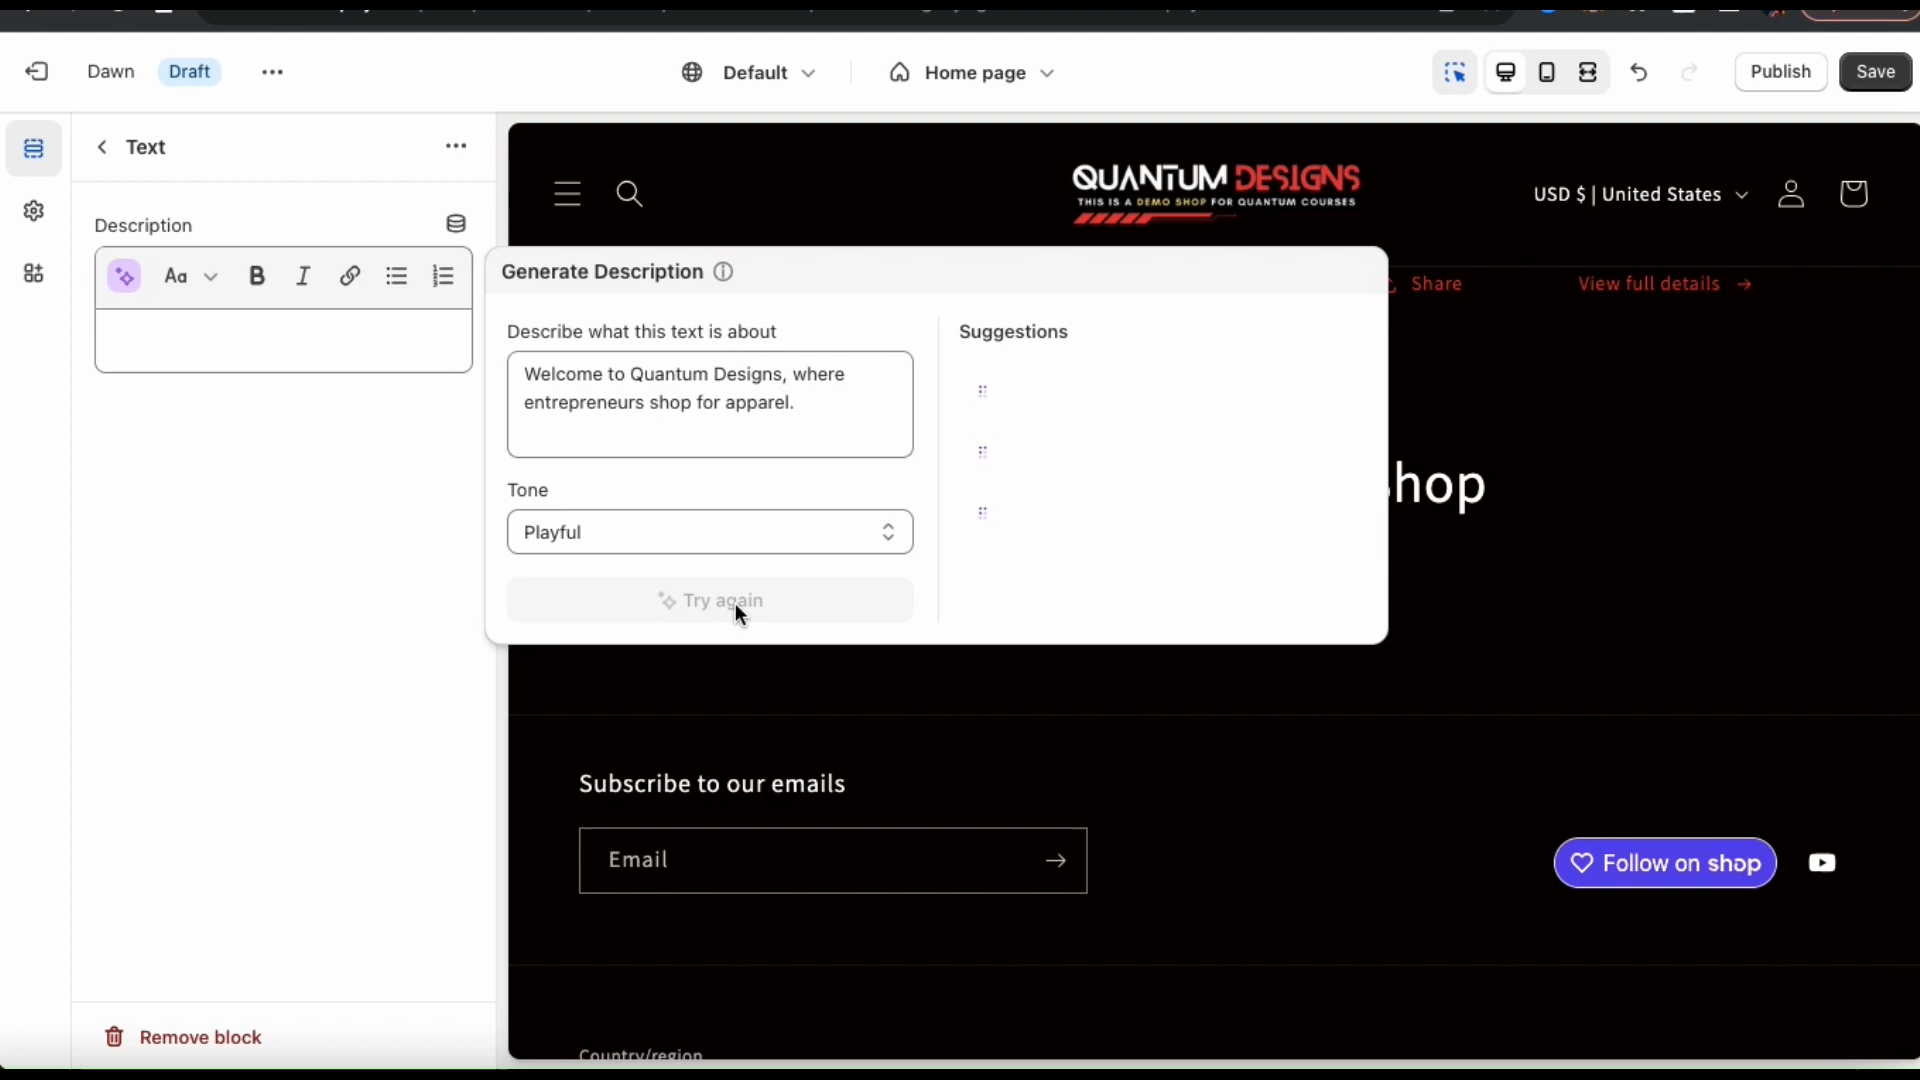 Dawn
Draft
Default
Home page
Publish
Save
Text
Description
Aa
B
I
QUANTUM DESIGNS
THIS IS A DEMO SHOP FOR QUANTUM COURSES
USD $ | United States
Generate Description
Share
View full details
Describe what this text is about
Welcome to Quantum Designs, where
entrepreneurs shop for apparel.
Suggestions
Tone
Playful
Try again
hop
Subscribe to our emails
Email
Follow on shop
Remove block
Country/region